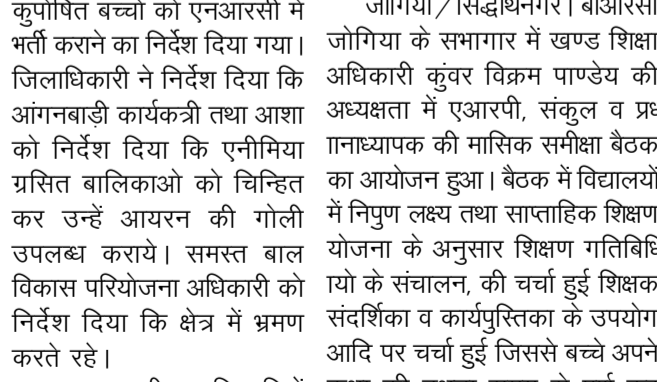 कुपोषित बच्चों को एनआरसी में
भर्ती कराने का निर्देश दिया गया।
जिलाधिकारी ने निर्देश दिया कि
आंगनबाड़ी कार्यकत्री तथा आशा
को निर्देश दिया कि एनीमिया
ग्रसित बालिकाओ को चिन्हित
कर उन्हें आयरन की गोली
उपलब्ध कराये। समस्त बाल
विकास परियोजना अधिकारी को
निर्देश दिया कि क्षेत्र में भ्रमण
करते रहे।
जोगिया/सिद्धार्थनगर। बीआरसी
जोगिया के सभागार में खण्ड शिक्षा
अधिकारी कुंवर विक्रम पाण्डेय की
अध्यक्षता में एआरपी, संकुल व प्रध
ानाध्यापक की मासिक समीक्षा बैठक
का आयोजन हुआ। बैठक में विद्यालयों
में निपुण लक्ष्य तथा साप्ताहिक शिक्षण
योजना के अनुसार शिक्षण गतिविधि
ायो के संचालन, की चर्चा हुई शिक्षक
संदर्शिका व कार्यपुस्तिका के उपयोग
आदि पर चर्चा हुई जिससे बच्चे अपने